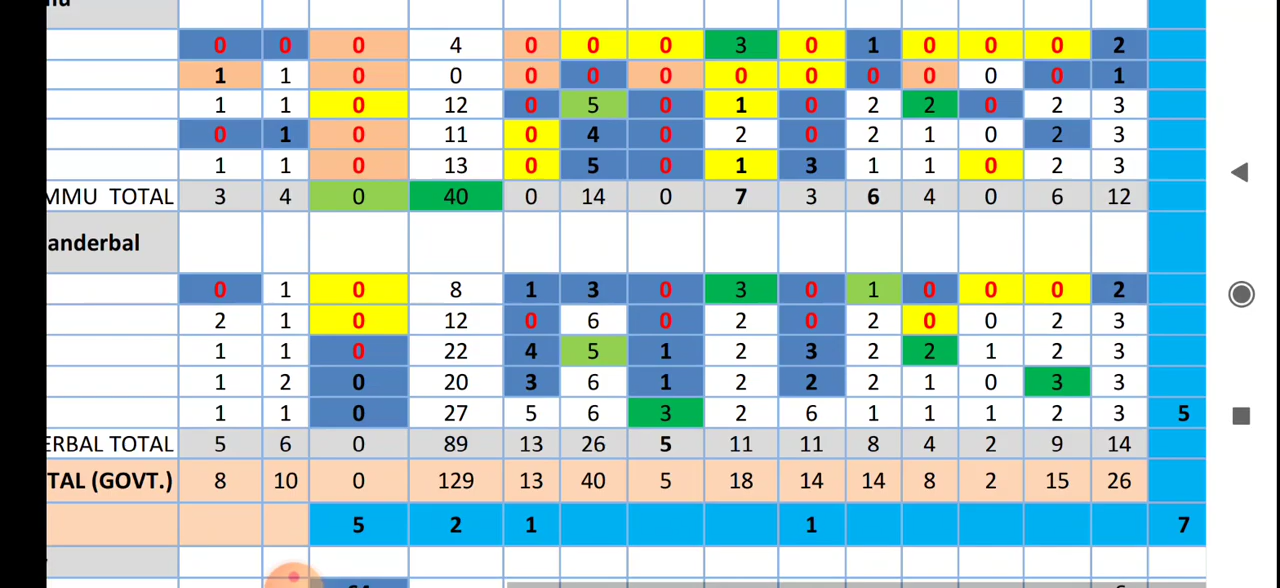 0 0 0 4 0 0 0 3 0 1 0 0 0 2
1 1 0 0 0 0 0 0 0 0 0 0 0 1
1 1 0 12 0 5 0 1 0 2 2 0 2 3
0 1 0 11 0 4 0 2 0 2 1 0 2 3
1 1 0 13 0 5 0 1 3 1 1 0 2 3
MMU TOTAL 3 4 0 40 0 14 0 7 3 6 4 0 6 12
anderbal
0 1 0 8 1 3 0 3 0 1 0 0 0 2
2 1 0 12 0 6 0 2 0 2 0 0 2 3
1 1 0 22 4 5 1 2 3 2 2 1 2 3
1 2 0 20 3 6 1 2 2 2 1 0 3 3
1 1 0 27 5 6 3 2 6 1 1 1 2 3 5
ERBAL TOTAL 5 6 0 89 13 26 5 11 11 8 4 2 9 14
TAL (GOVT.) 8 10 0 129 13 40 5 18 14 14 8 2 15 26
5 2 1 1 7